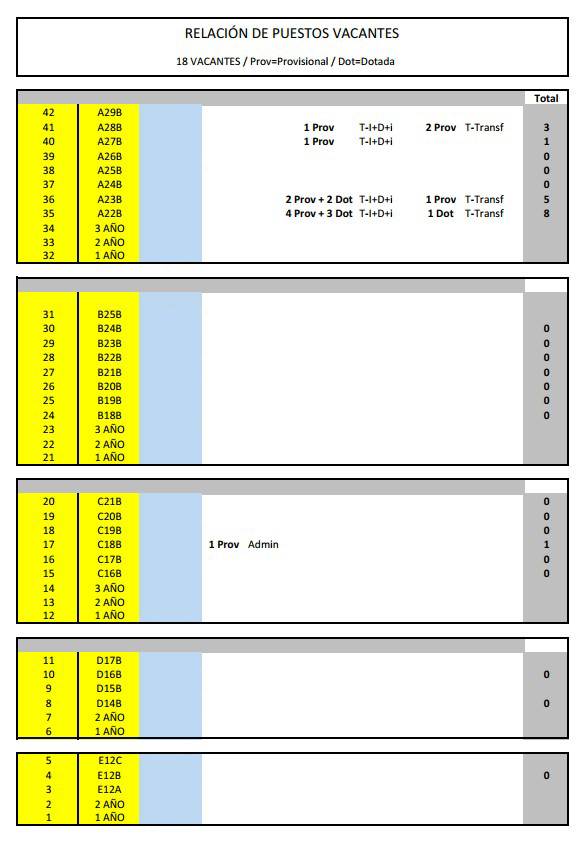 RELACIÓN DE PUESTOS VACANTES
18 VACANTES / Prov=Provisional / Dot=Dotada
Total
42 A29B
41 A28B 1 Prov T-I+D+i 2 Prov T-Transf 3
40 A27B 1 Prov T-I+D+i 1
39 A26B 0
38 A25B 0
37 A24B 0
36 A23B 2 Prov + 2 Dot T-I+D+i 1 Prov T-Transf 5
35 A22B 4 Prov + 3 Dot T-I+D+i 1 Dot T-Transf 8
34 3 AÑO
33 2 AÑO
32 1 AÑO
31 B25B
30 B24B 0
29 B23B 0
28 B22B 0
27 B21B 0
26 B20B 0
25 B19B 0
24 B18B 0
23 3 AÑO
22 2 AÑO
21 1 AÑO
20 C21B 0
19 C20B 0
18 C19B 0
17 C18B 1 Prov Admin 1
16 C17B 0
15 C16B 0
14 3 AÑO
13 2 AÑO
12 1 AÑO
11 D17B
10 D16B 0
9 D15B
8 D14B 0
7 2 AÑO
6 1 AÑO
5 E12C
4 E12B 0
3 E12A
2 2 AÑO
1 1 AÑO